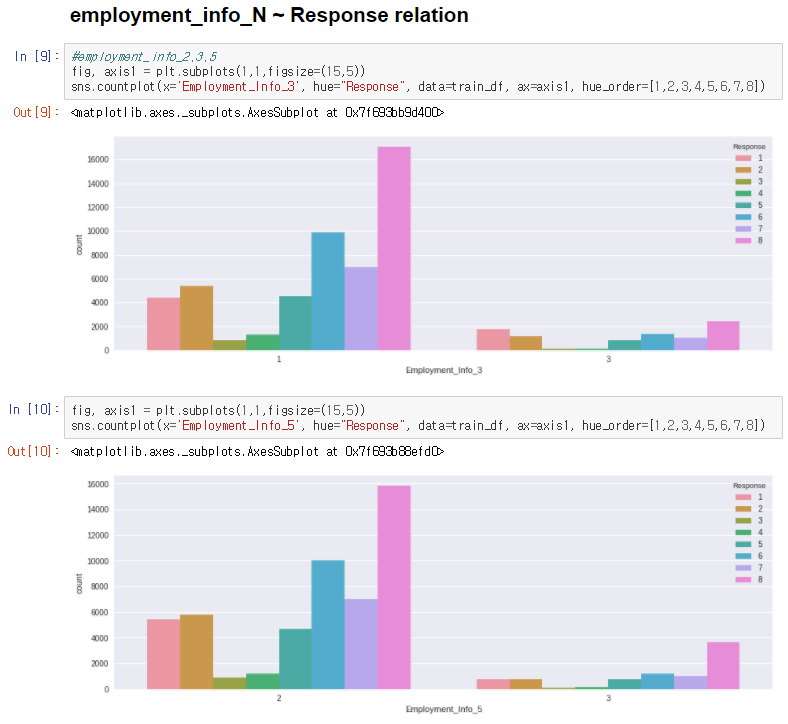 employment_info_N ~ Response relation
In [9]:
#employment_info_2,3,5
fig, axis1 = plt.subplots(1,1,figsize=(15,5))
sns.countplot(x='Employment_Info_3', hue="Response", data=train_df, ax=axis1, hue_order=[1,2,3,4,5,6,7,8])
Out[9]: <matplotlib.axes._subplots.AxesSubplot at 0x7f693bb9d400>
Response
1
2
3
4
5
6
7
8
16000
14000
12000
10000
8000
6000
4000
2000
0
count
1 3
Employment_Info_3
In [10]:
fig, axis1 = plt.subplots(1,1,figsize=(15,5))
sns.countplot(x='Employment_Info_5', hue="Response", data=train_df, ax=axis1, hue_order=[1,2,3,4,5,6,7,8])
Out[10]: <matplotlib.axes._subplots.AxesSubplot at 0x7f693b88efd0>
Response
1
2
3
4
5
6
7
8
16000
14000
12000
10000
8000
6000
4000
2000
0
count
2 3
Employment_Info_5